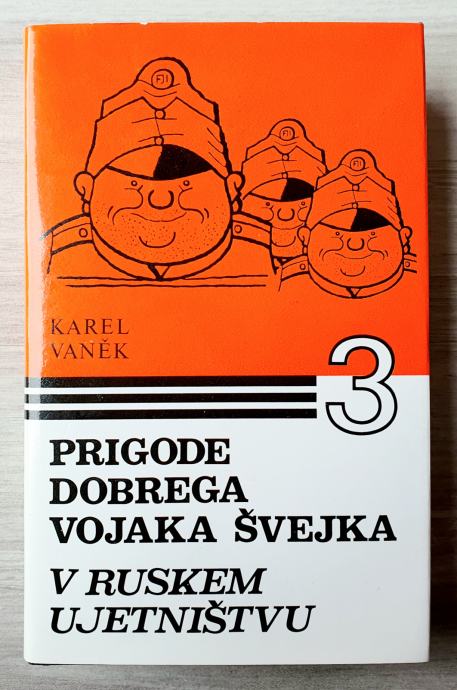 FJI
FJI
FJI
KAREL
VANĚK
3
PRIGODE
DOBREGA
VOJAKA ŠVEJKA
V RUSKEM
UJETNIŠTVU